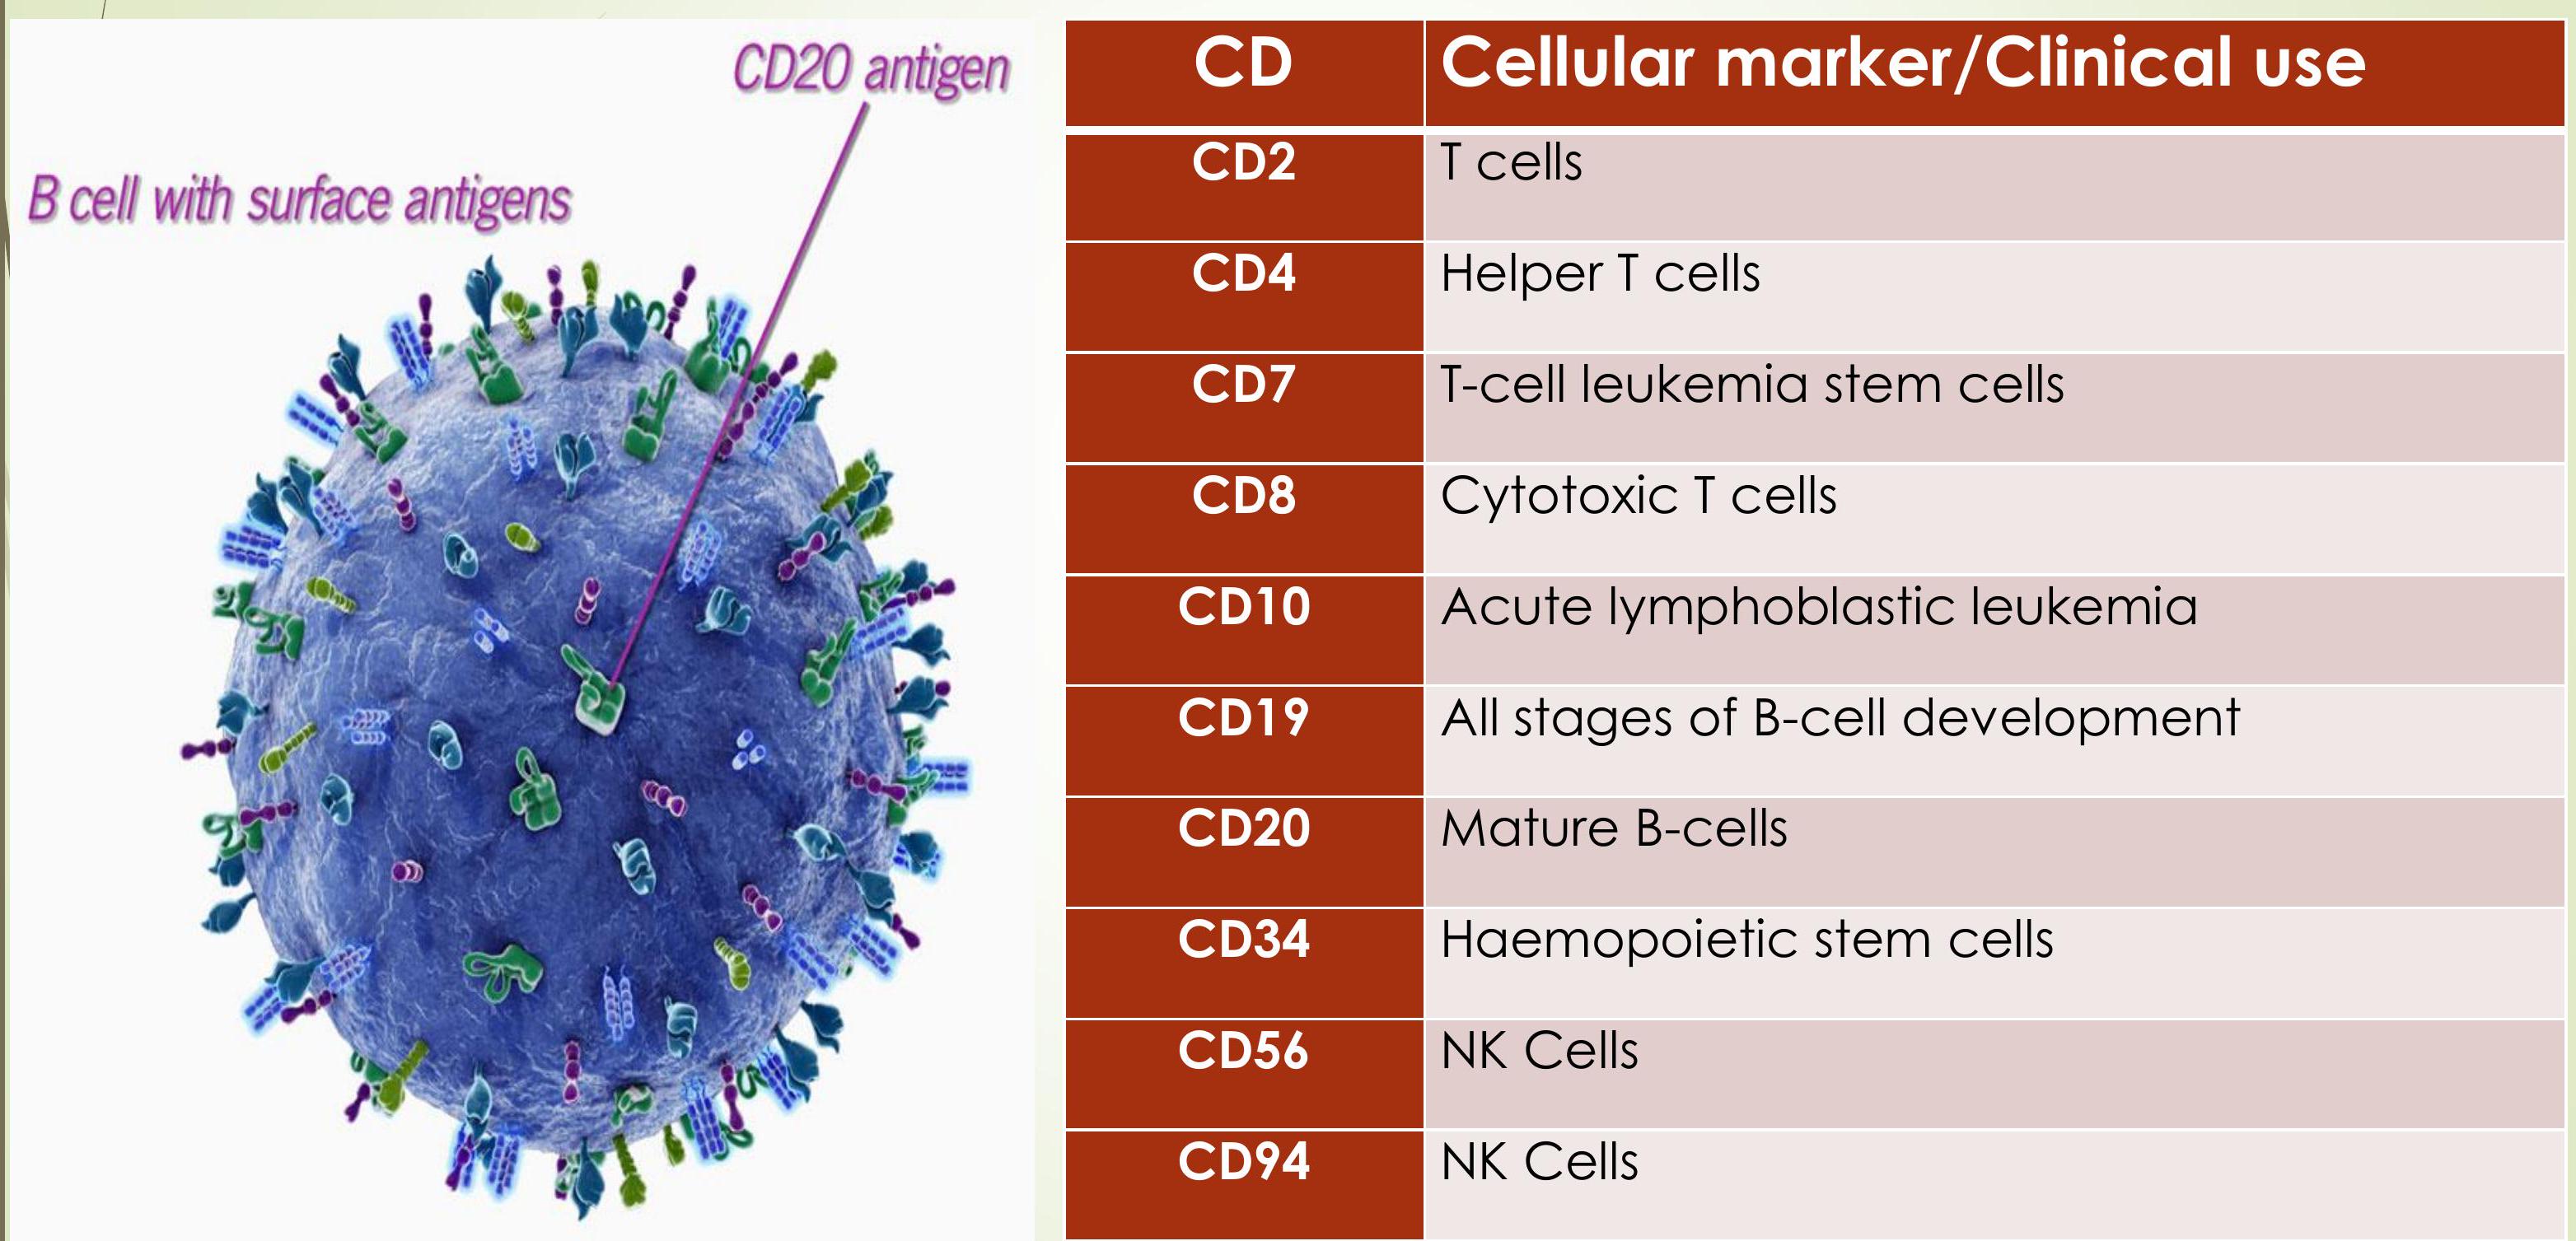 CD20 antigen
B cell with surface antigens
CD Cellular marker/Clinical use
CD2 T cells
CD4 Helper T cells
CD7 T-cell leukemia stem cells
CD8 Cytotoxic T cells
CD10 Acute lymphoblastic leukemia
CD19 All stages of B-cell development
CD20 Mature B-cells
CD34 Haemopoietic stem cells
CD56 NK Cells
CD94 NK Cells